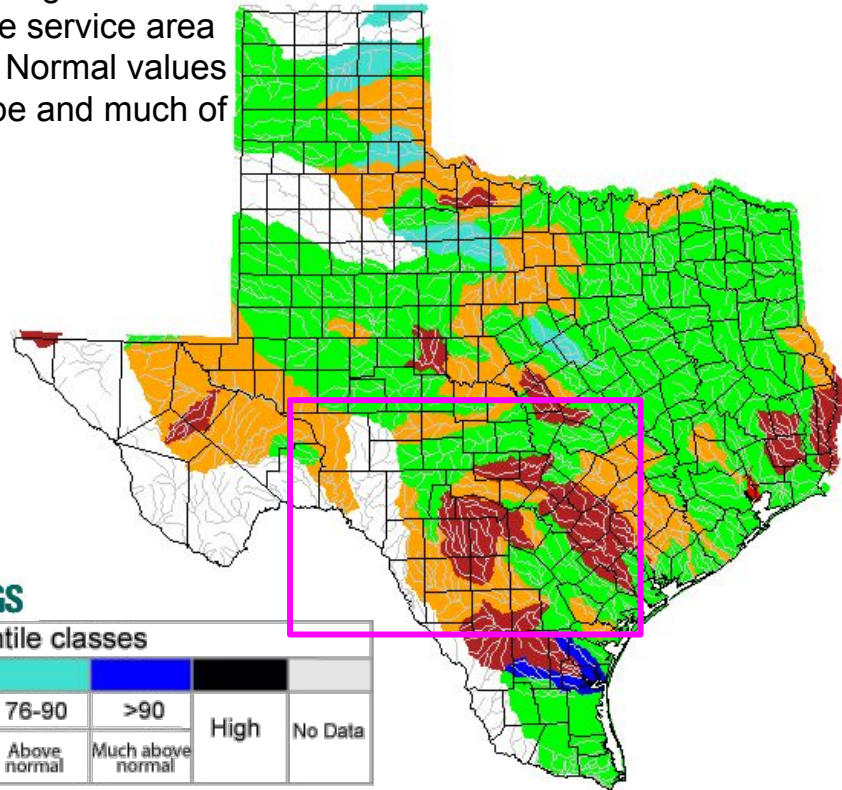 e service area
Normal values
be and much of
GS
ntile classes
76-90 >90 High No Data
Above normal Much above normal